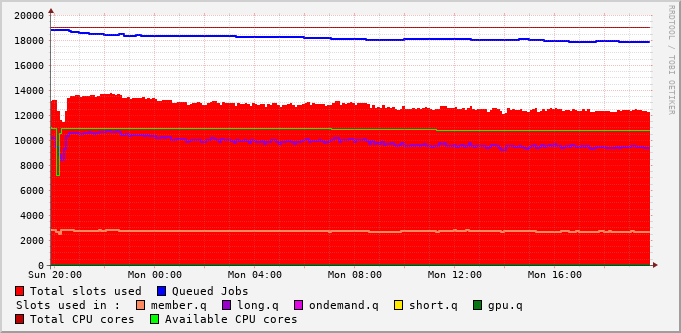 20000
18000
16000
14000
12000
10000
8000
6000
4000
2000
0
Sun 20:00 Mon 00:00 Mon 04:00 Mon 08:00 Mon 12:00 Mon 16:00
Total slots used Queued Jobs
Slots used in : member.q long.q ondemand.q short.q gpu.q
Total CPU cores Available CPU cores
RRDTOOL / TOBI OETIKER